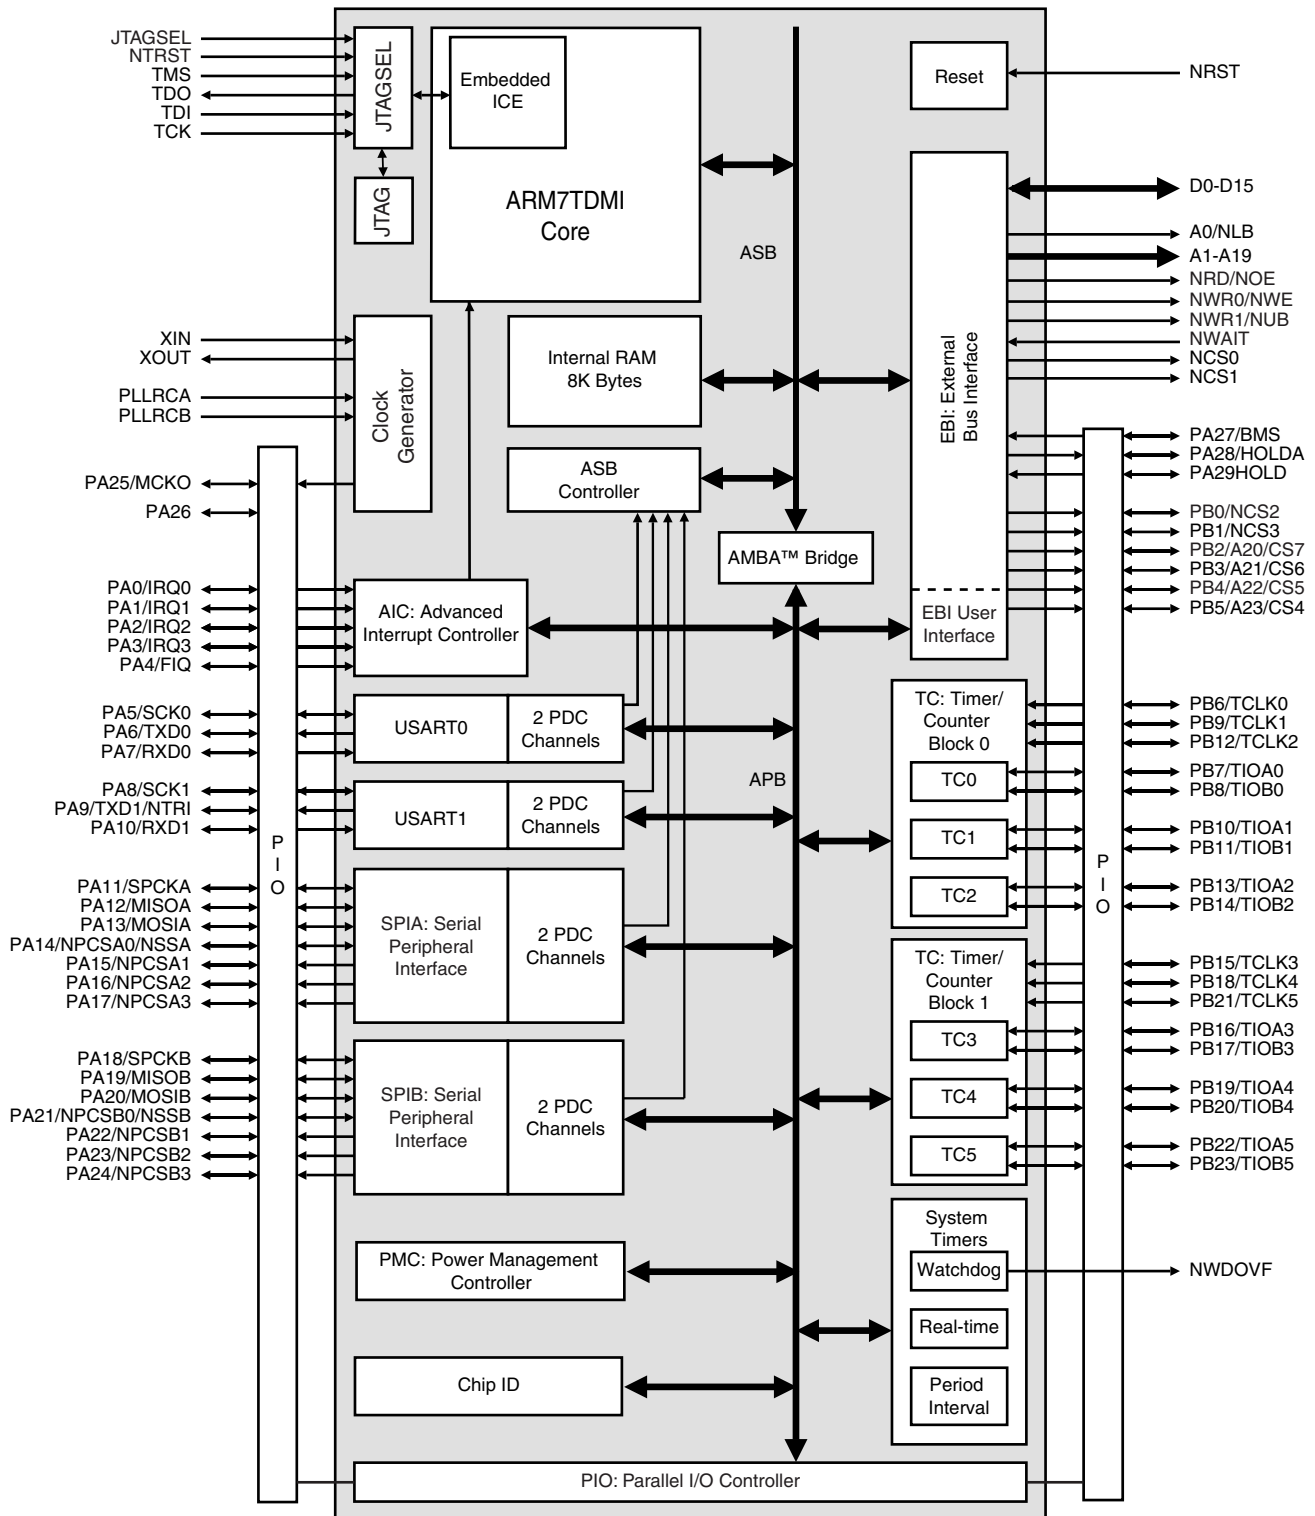 JTAGSEL
NTRST
TMS
TDO
TDI
TCK
JTAGSEL
JTAG
Embedded
ICE
ARM7TDMI
Core
ASB
Reset
NRST
EBI: External
Bus Interface
EBI User
Interface
D0-D15
A0/NLB
A1-A19
NRD/NOE
NWR0/NWE
NWR1/NUB
NWAIT
NCS0
NCS1
XIN
XOUT
PLLRCA
PLLRCB
Clock
Generator
Internal RAM
8K Bytes
ASB
Controller
AMBA™ Bridge
PA25/MCKO
PA26
PA0/IRQ0
PA1/IRQ1
PA2/IRQ2
PA3/IRQ3
PA4/FIQ
AIC: Advanced
Interrupt Controller
PA5/SCK0
PA6/TXD0
PA7/RXD0
USART0
2 PDC
Channels
PA8/SCK1
PA9/TXD1/NTRI
PA10/RXD1
USART1
2 PDC
Channels
APB
P
I
O
PA11/SPCKA
PA12/MISOA
PA13/MOSIA
PA14/NPCSA0/NSSA
PA15/NPCSA1
PA16/NPCSA2
PA17/NPCSA3
SPIA: Serial
Peripheral
Interface
2 PDC
Channels
PA18/SPCKB
PA19/MISOB
PA20/MOSIB
PA21/NPCSB0/NSSB
PA22/NPCSB1
PA23/NPCSB2
PA24/NPCSB3
SPIB: Serial
Peripheral
Interface
2 PDC
Channels
PMC: Power Management
Controller
Chip ID
PIO: Parallel I/O Controller
PA27/BMS
PA28/HOLDA
PA29HOLD
PB0/NCS2
PB1/NCS3
PB2/A20/CS7
PB3/A21/CS6
PB4/A22/CS5
PB5/A23/CS4
TC: Timer/
Counter
Block 0
TC0
TC1
TC2
PB6/TCLK0
PB9/TCLK1
PB12/TCLK2
PB7/TIOA0
PB8/TIOB0
PB10/TIOA1
PB11/TIOB1
PB13/TIOA2
PB14/TIOB2
P
I
O
TC: Timer/
Counter
Block 1
TC3
TC4
TC5
PB15/TCLK3
PB18/TCLK4
PB21/TCLK5
PB16/TIOA3
PB17/TIOB3
PB19/TIOA4
PB20/TIOB4
PB22/TIOA5
PB23/TIOB5
System
Timers
Watchdog
Real-time
Period
Interval
NWDOVF